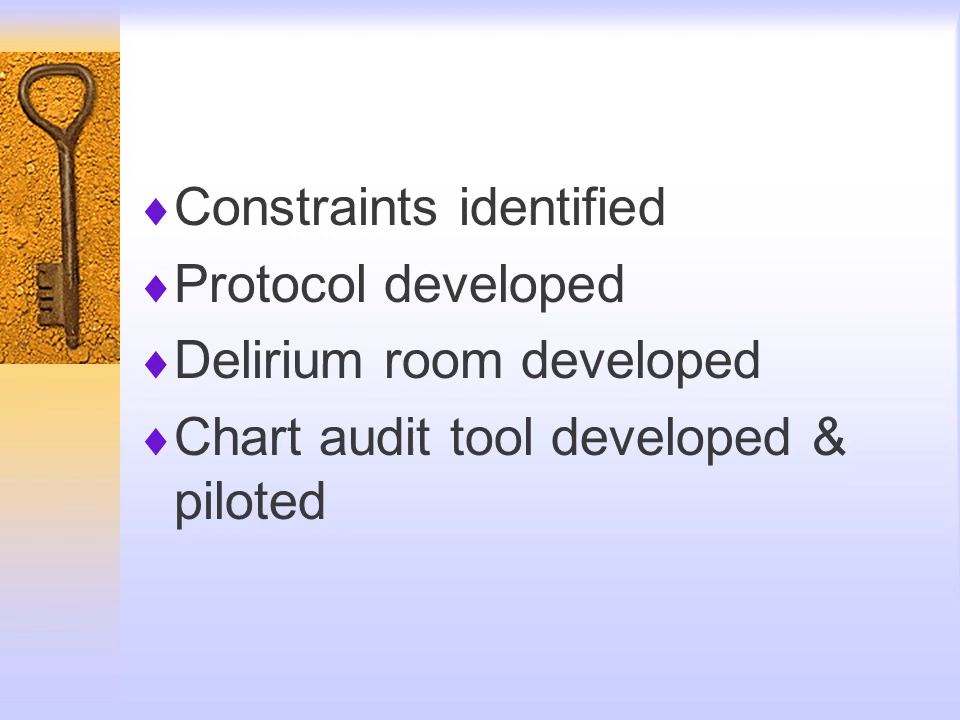 ♦Constraints identified
♦Protocol developed
♦Delirium room developed
♦Chart audit tool developed &
piloted